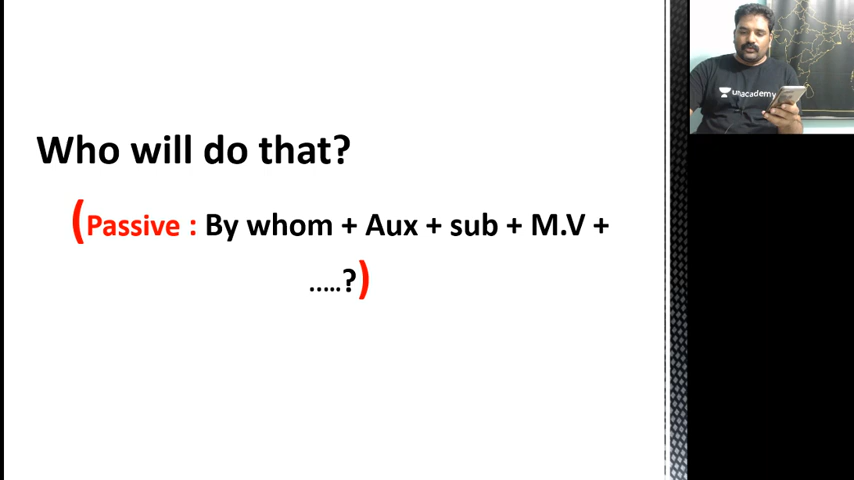 Who will do that?
(Passive : By whom + Aux + sub + M.V +
.....?)
unacademy